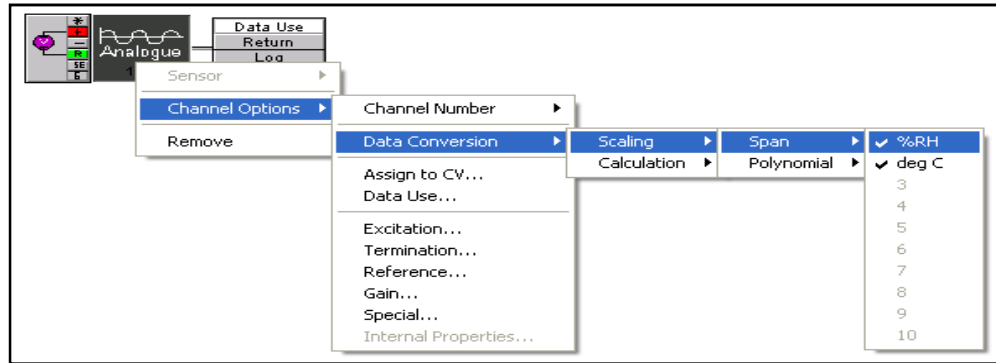 *
+
–
R
SE
G
Analogue
1
Data Use
Return
Log
Sensor
Channel Options
Remove
Channel Number
Data Conversion
Assign to CV...
Data Use...
Excitation...
Termination...
Reference...
Gain...
Special...
Internal Properties...
Scaling
Calculation
Span
Polynomial
%RH
deg C
3
4
5
6
7
8
9
10